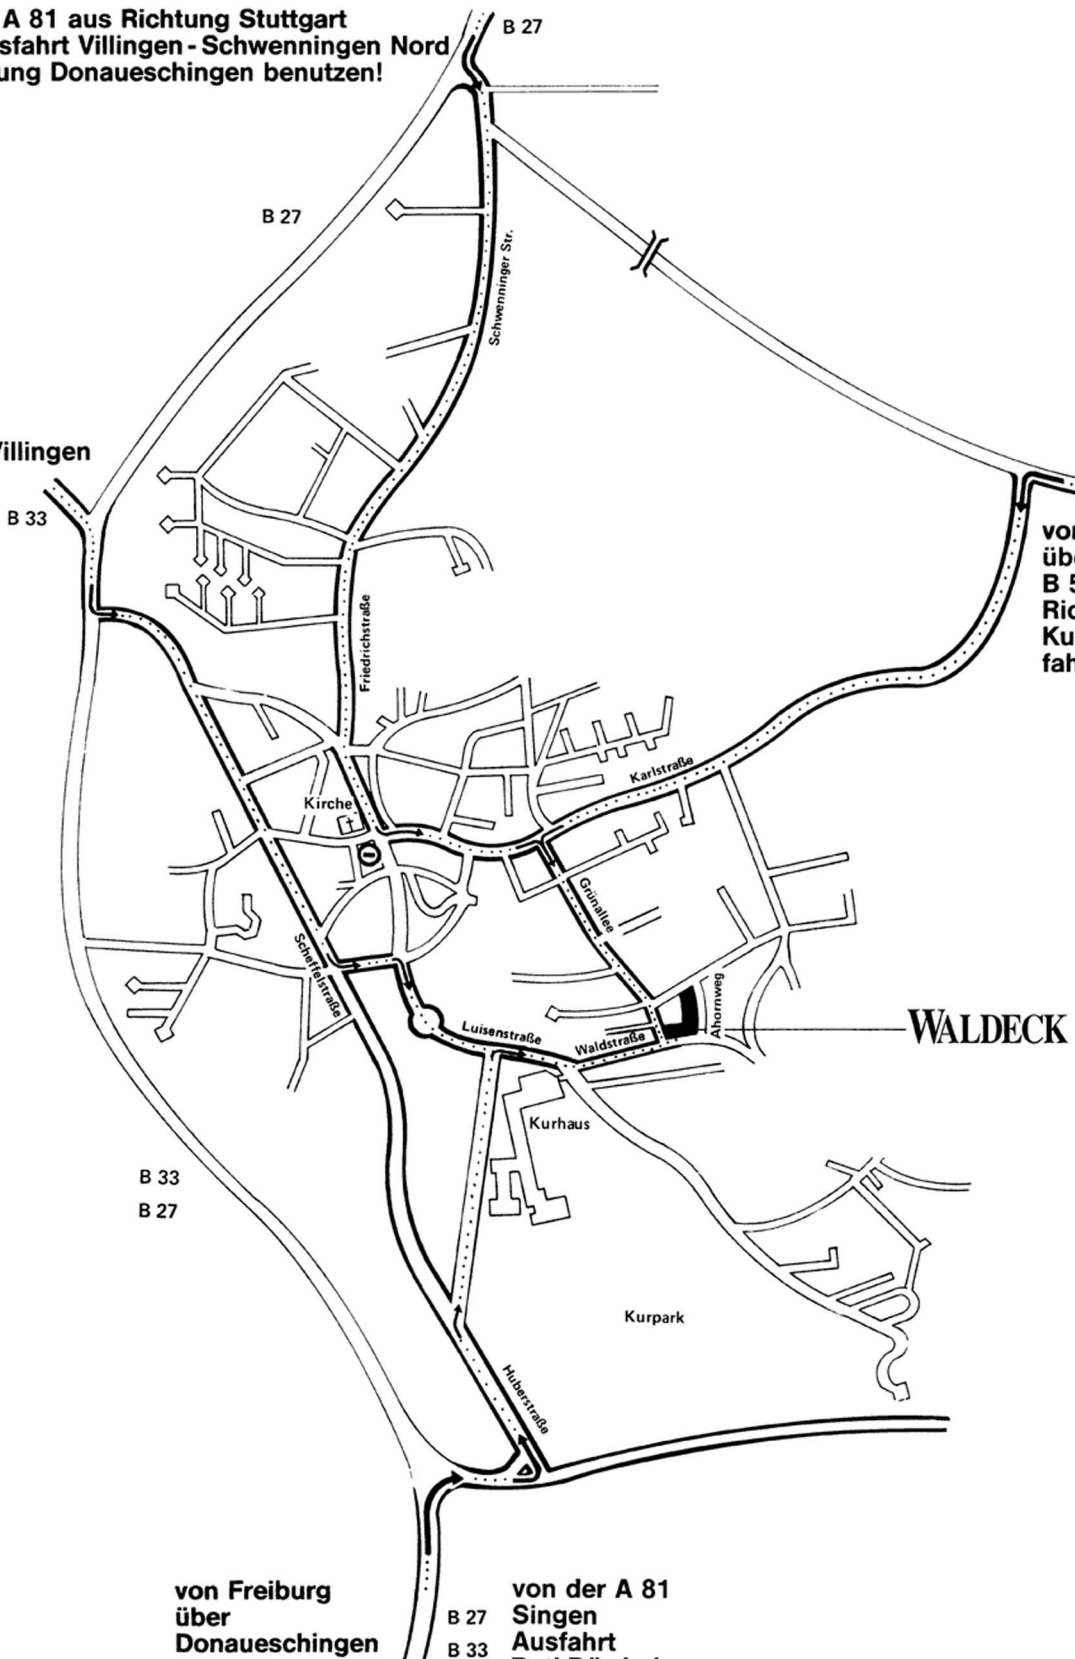 A 81 aus Richtung Stuttgart
sfahrt Villingen - Schwenningen Nord
ung Donaueschingen benutzen!
B 27
B 27
Schwenninger Str.
Villingen
B 33
Friedrichstraße
Karlstraße
Kirche
Grünallee
Scheffelstraße
Ahornweg
Luisenstraße
Waldstraße
WALDECK
Kurhaus
B 33
B 27
Kurpark
Huberstraße
von Freiburg
über
Donaueschingen
B 27
B 33
von der A 81
Singen
Ausfahrt